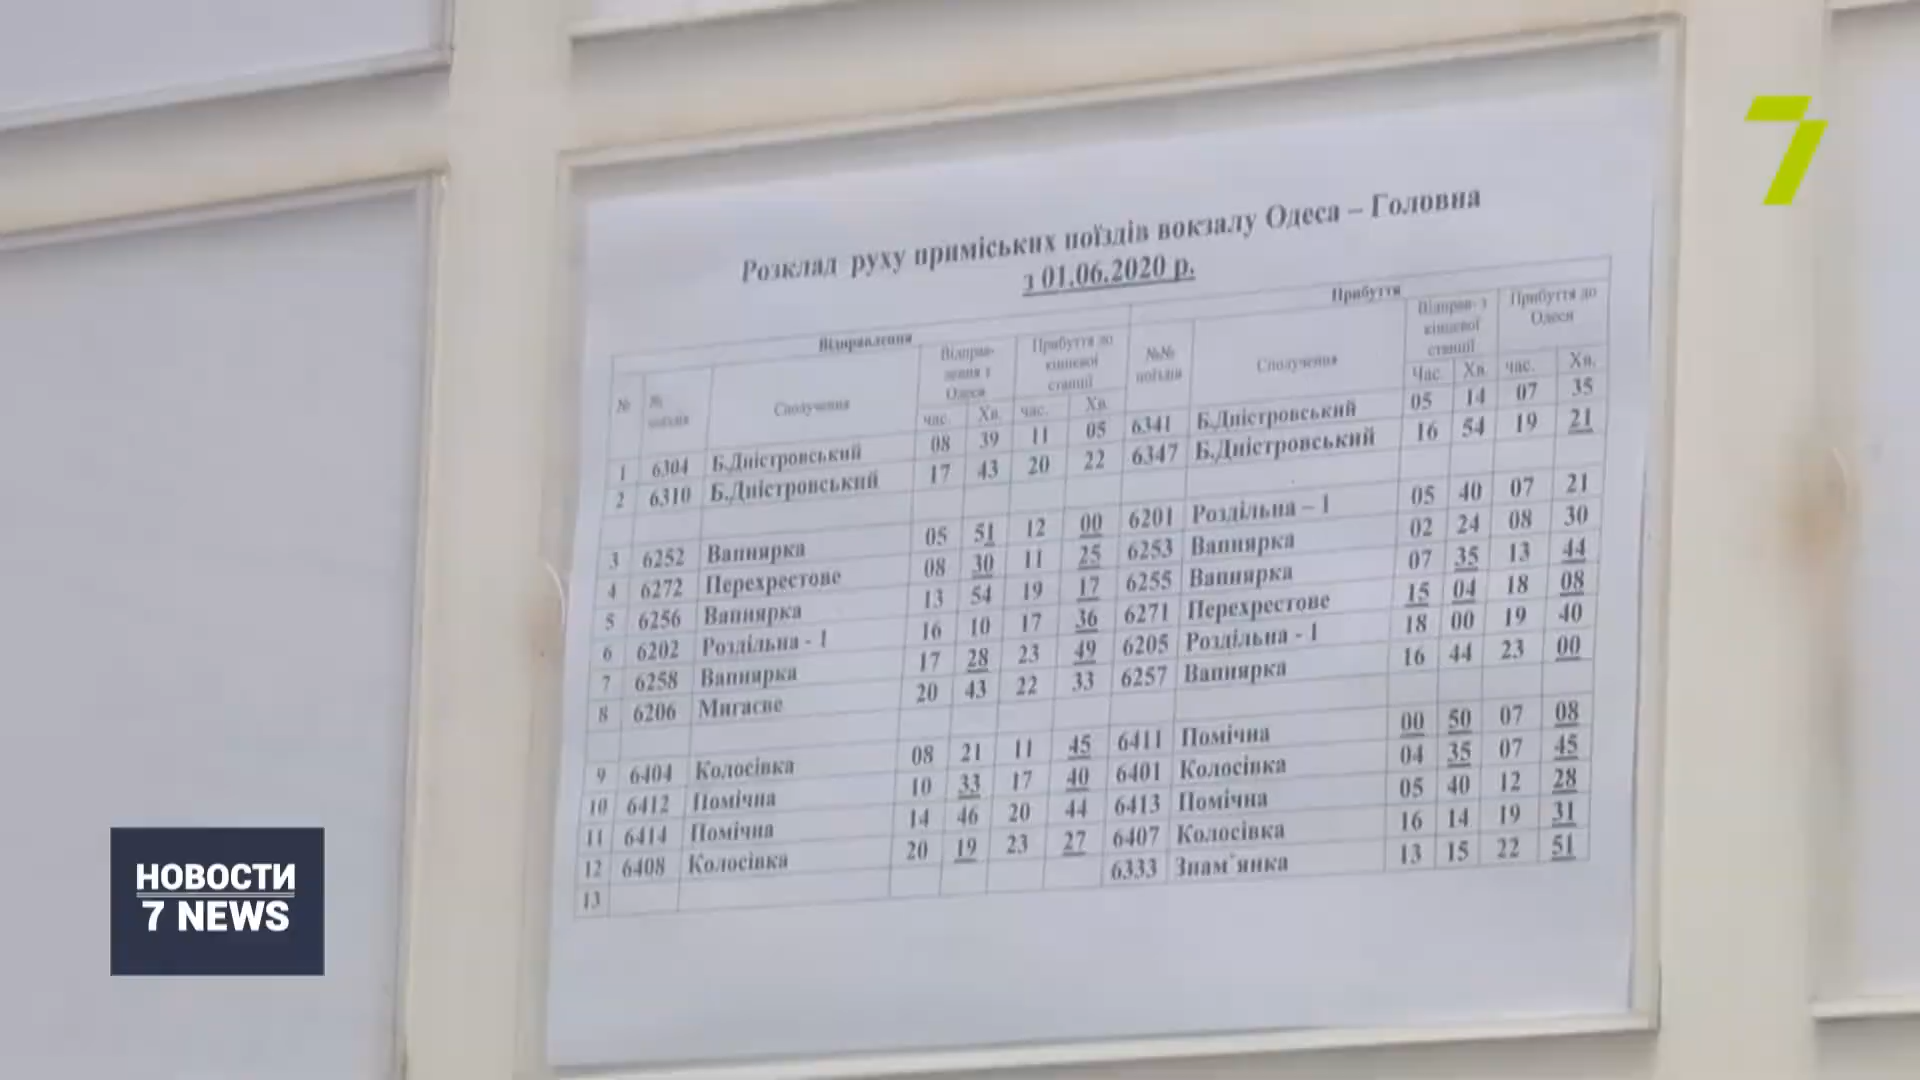 7
Розклад руху приміських поїздів вокзалу Одеса – Головна
з 01.06.2020 р.
Відправлення Прибуття
№ № поїздів Сполучення Відправлення з Одеси Прибуття до кінцевої станції №№ поїздів Сполучення Відправ- з кінцевої станції Прибуття до Одеси
час. Хв. час. Хв. Час. Хв. час. Хв.
1 6304 Б.Дністровський 08 39 11 05 6341 Б.Дністровський 05 14 07 35
2 6310 Б.Дністровський 17 43 20 22 6347 Б.Дністровський 16 54 19 21
3 6252 Вапнярка 05 51 12 00 6201 Роздільна – 1 05 40 07 21
4 6272 Перехрестове 08 30 11 25 6253 Вапнярка 02 24 08 30
5 6256 Вапнярка 13 54 19 17 6255 Вапнярка 07 35 13 44
6 6202 Роздільна - 1 16 10 17 36 6271 Перехрестове 15 04 18 08
7 6258 Вапнярка 17 28 23 49 6205 Роздільна - 1 18 00 19 40
8 6206 Мигаєве 20 43 22 33 6257 Вапнярка 16 44 23 00
9 6404 Колосівка 08 21 11 45 6411 Помічна 00 50 07 08
10 6412 Помічна 10 33 17 40 6401 Колосівка 04 35 07 45
11 6414 Помічна 14 46 20 44 6413 Помічна 05 40 12 28
12 6408 Колосівка 20 19 23 27 6407 Колосівка 16 14 19 31
13 6333 Знам`янка 13 15 22 51
НОВОСТИ
7 NEWS